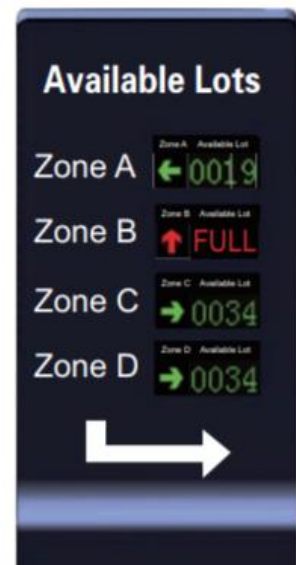 Available Lots
Zone A
Zone A Available Lot
0019
Zone B
Zone B Available Lot
FULL
Zone C
Zone C Available Lot
0034
Zone D
Zone D Available Lot
0034